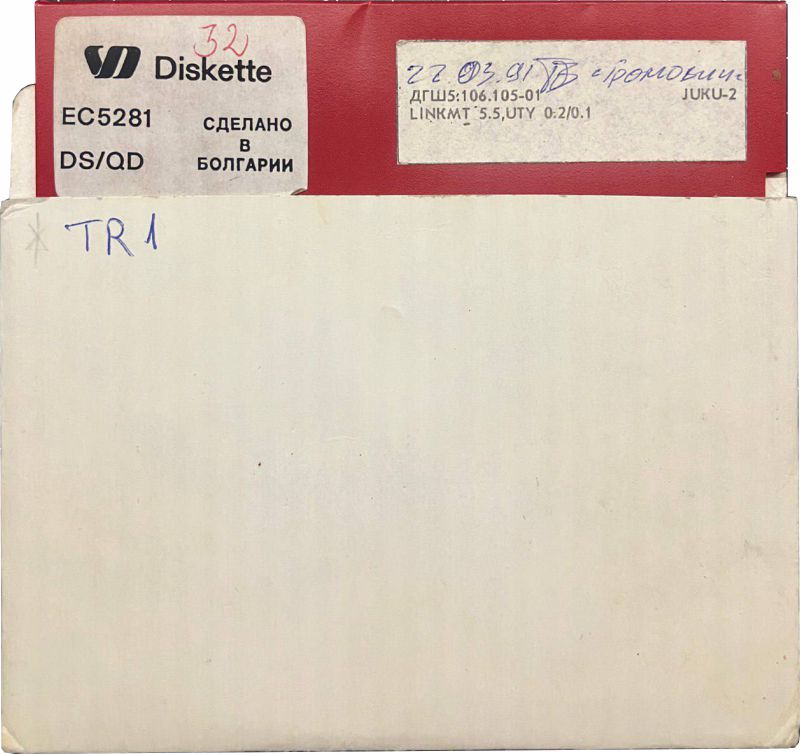 32
Diskette
EC5281
СДЕЛАНО
В
БОЛГАРИИ
DS/QD
22.03.91
ДГШ5.106.105-01 JUKU-2
LINKMT 5.5,UTY 0.2/0.1
TR1